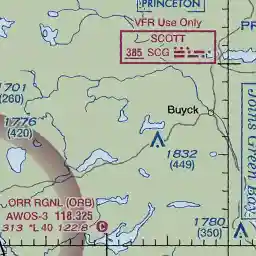 PRINCETON
VFR Use Only
SCOTT
385 SCG
PR
1701
(260)
Buyck
1776
(420)
1832
(449)
Johns Green Bay
ORR RGNL (ORB)
AWOS-3 118.325
1313 *L 40 122.8 C
1780
(350)